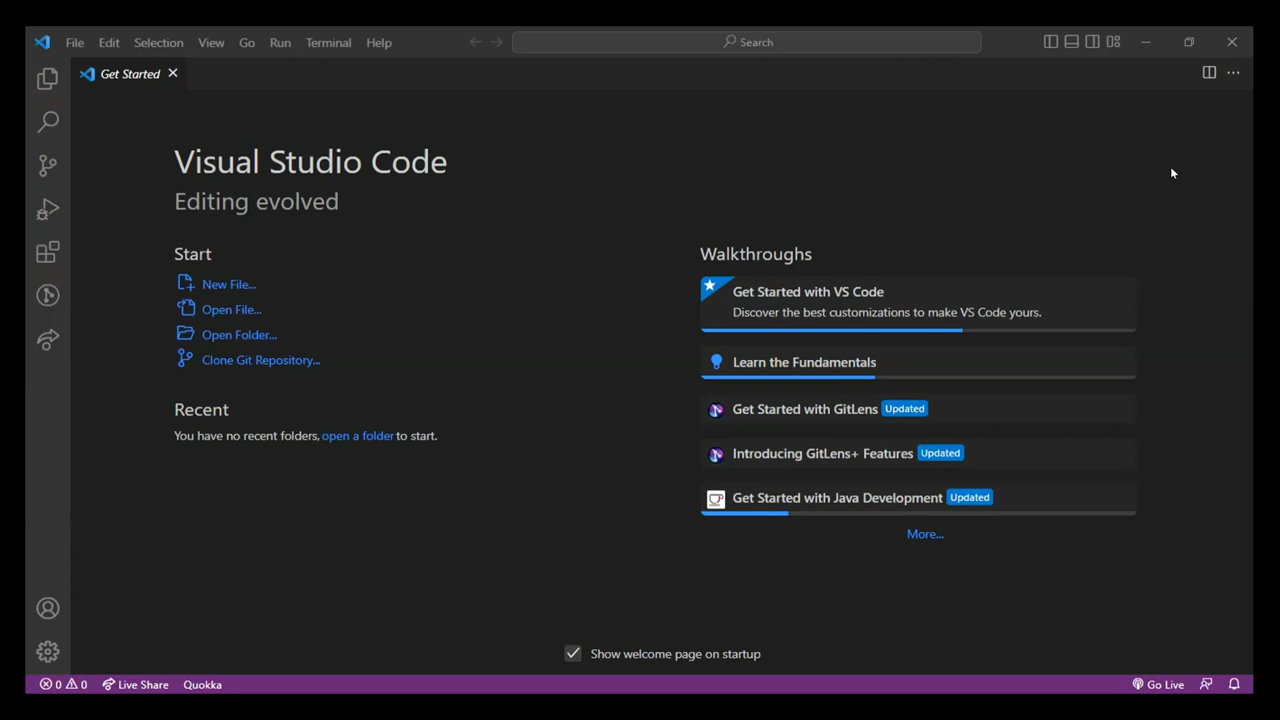 File Edit Selection View Go Run Terminal Help Search
Get Started
Visual Studio Code
Editing evolved
Start
New File...
Open File...
Open Folder...
Clone Git Repository...
Recent
You have no recent folders, open a folder to start.
Walkthroughs
Get Started with VS Code
Discover the best customizations to make VS Code yours.
Learn the Fundamentals
Get Started with GitLens Updated
Introducing GitLens+ Features Updated
Get Started with Java Development Updated
More...
Show welcome page on startup
0 0 Live Share Quokka Go Live